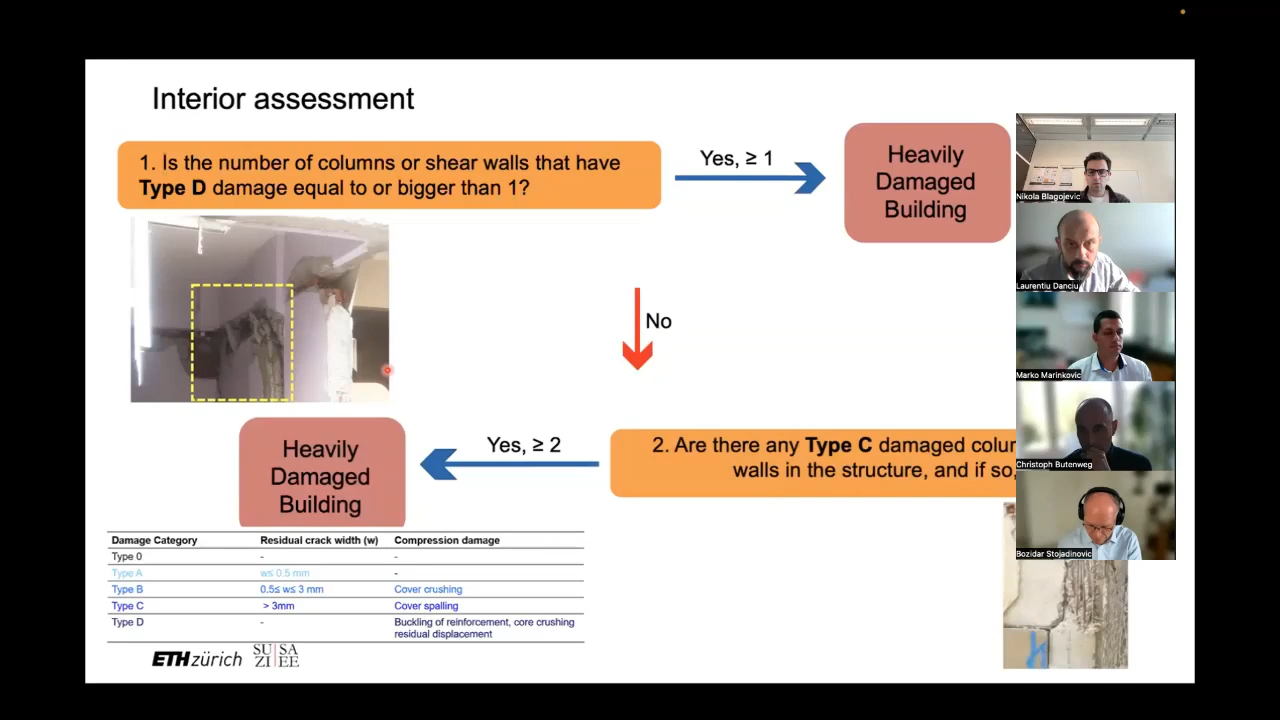 Interior assessment
1. Is the number of columns or shear walls that have
Type D damage equal to or bigger than 1?
Yes, ≥ 1
Heavily
Damaged
Building
Nikola Blagojevic
Laurentiu Danciu
No
Marko Marinkovic
Heavily
Damaged
Building
Yes, ≥ 2
2. Are there any Type C damaged colu
walls in the structure, and if so,
Christoph Butenweg
Bozidar Stojadinovic
Damage Category Residual crack width (w) Compression damage
Type 0 - -
Type A w≤ 0.5 mm -
Type B 0.5≤ w≤ 3 mm Cover crushing
Type C > 3mm Cover spalling
Type D - Buckling of reinforcement, core crushing
residual displacement
ETH zürich
SU SA
ZI EE